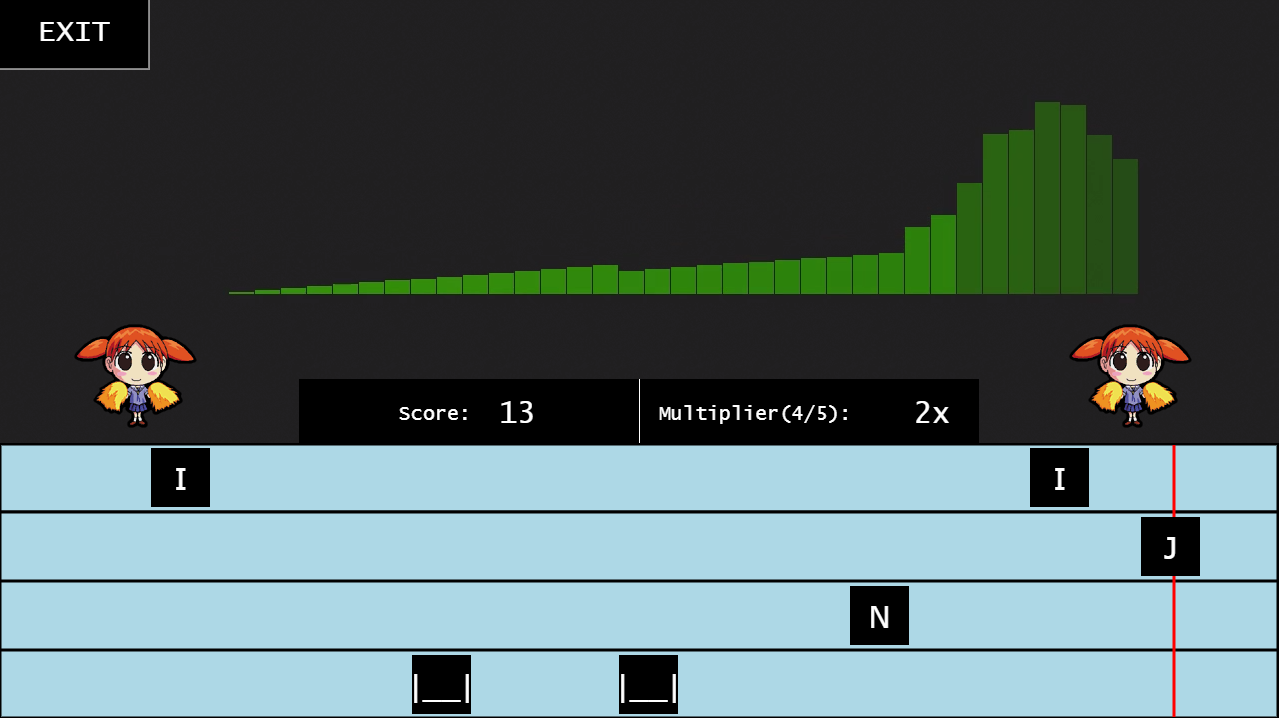 EXIT
Score: 13
Multiplier(4/5): 2x
I I
J
N
|__| |__|